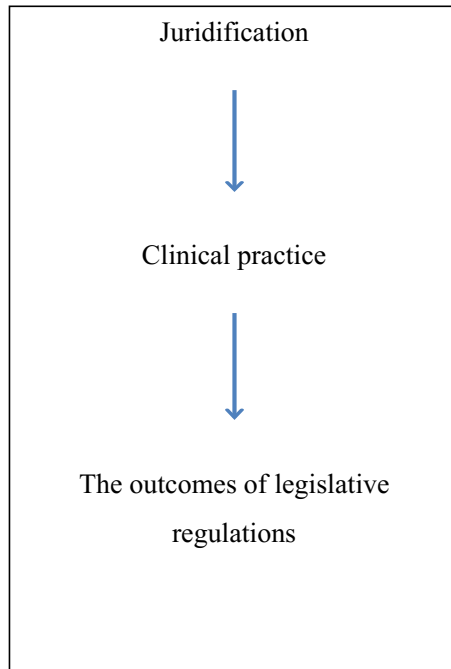 Juridification
Clinical practice
The outcomes of legislative
regulations